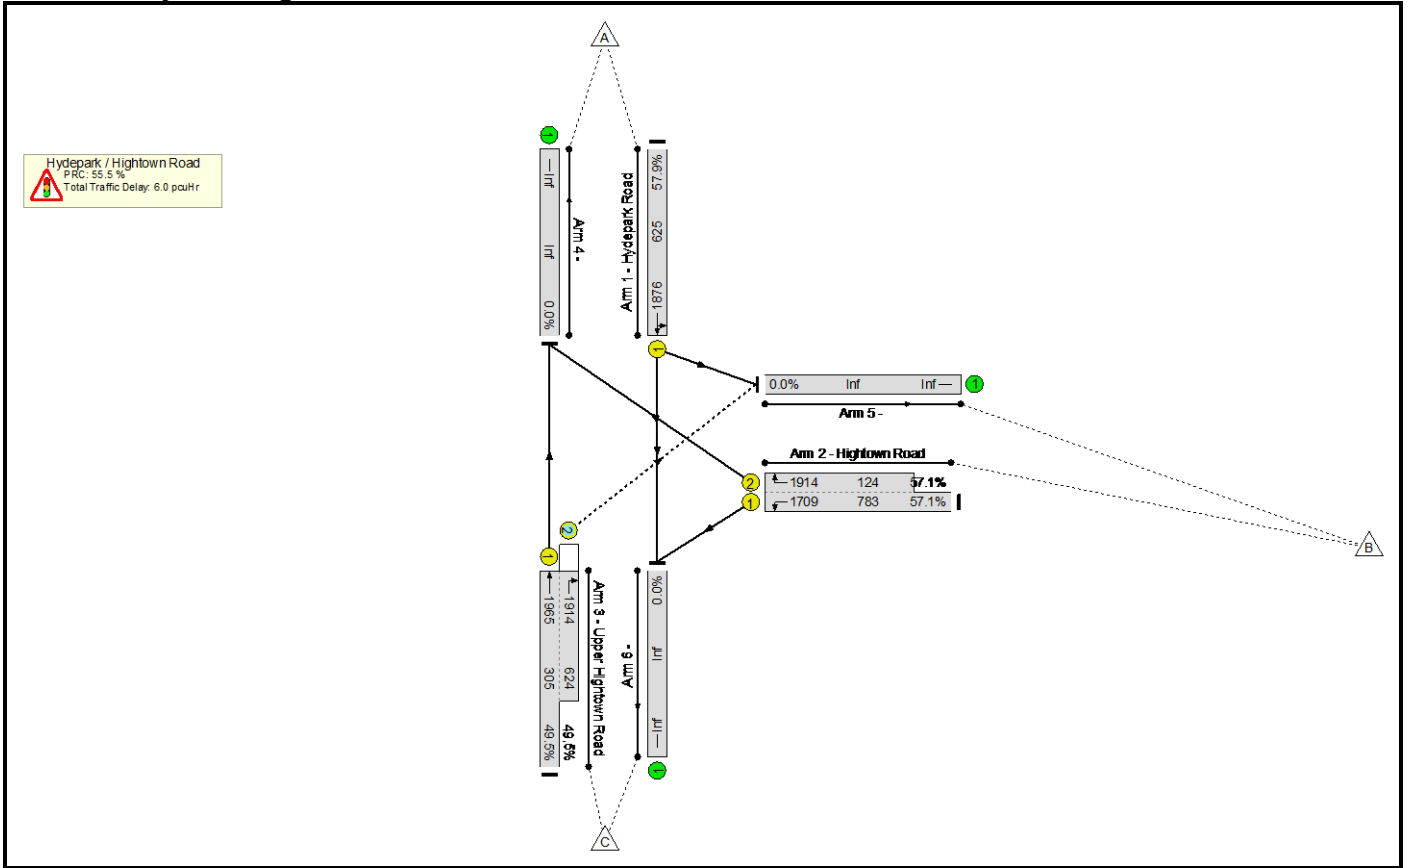 A
Hydepark / Hightown Road
PRC: 55.5 %
Total Traffic Delay: 6.0 pcuHr
1
Inf Inf 0.0%
Arm 4 -
Arm 1 - Hydepark Road
1876 625 57.9%
1
0.0% Inf Inf
1
Arm 5 -
Arm 2 - Hightown Road
2
1914 124 57.1%
1
1709 783 57.1%
B
2
1
1914 624 49.5%
1965 305 49.5%
Arm 3 - Upper Hightown Road
Arm 6 -
0.0% Inf Inf
1
C